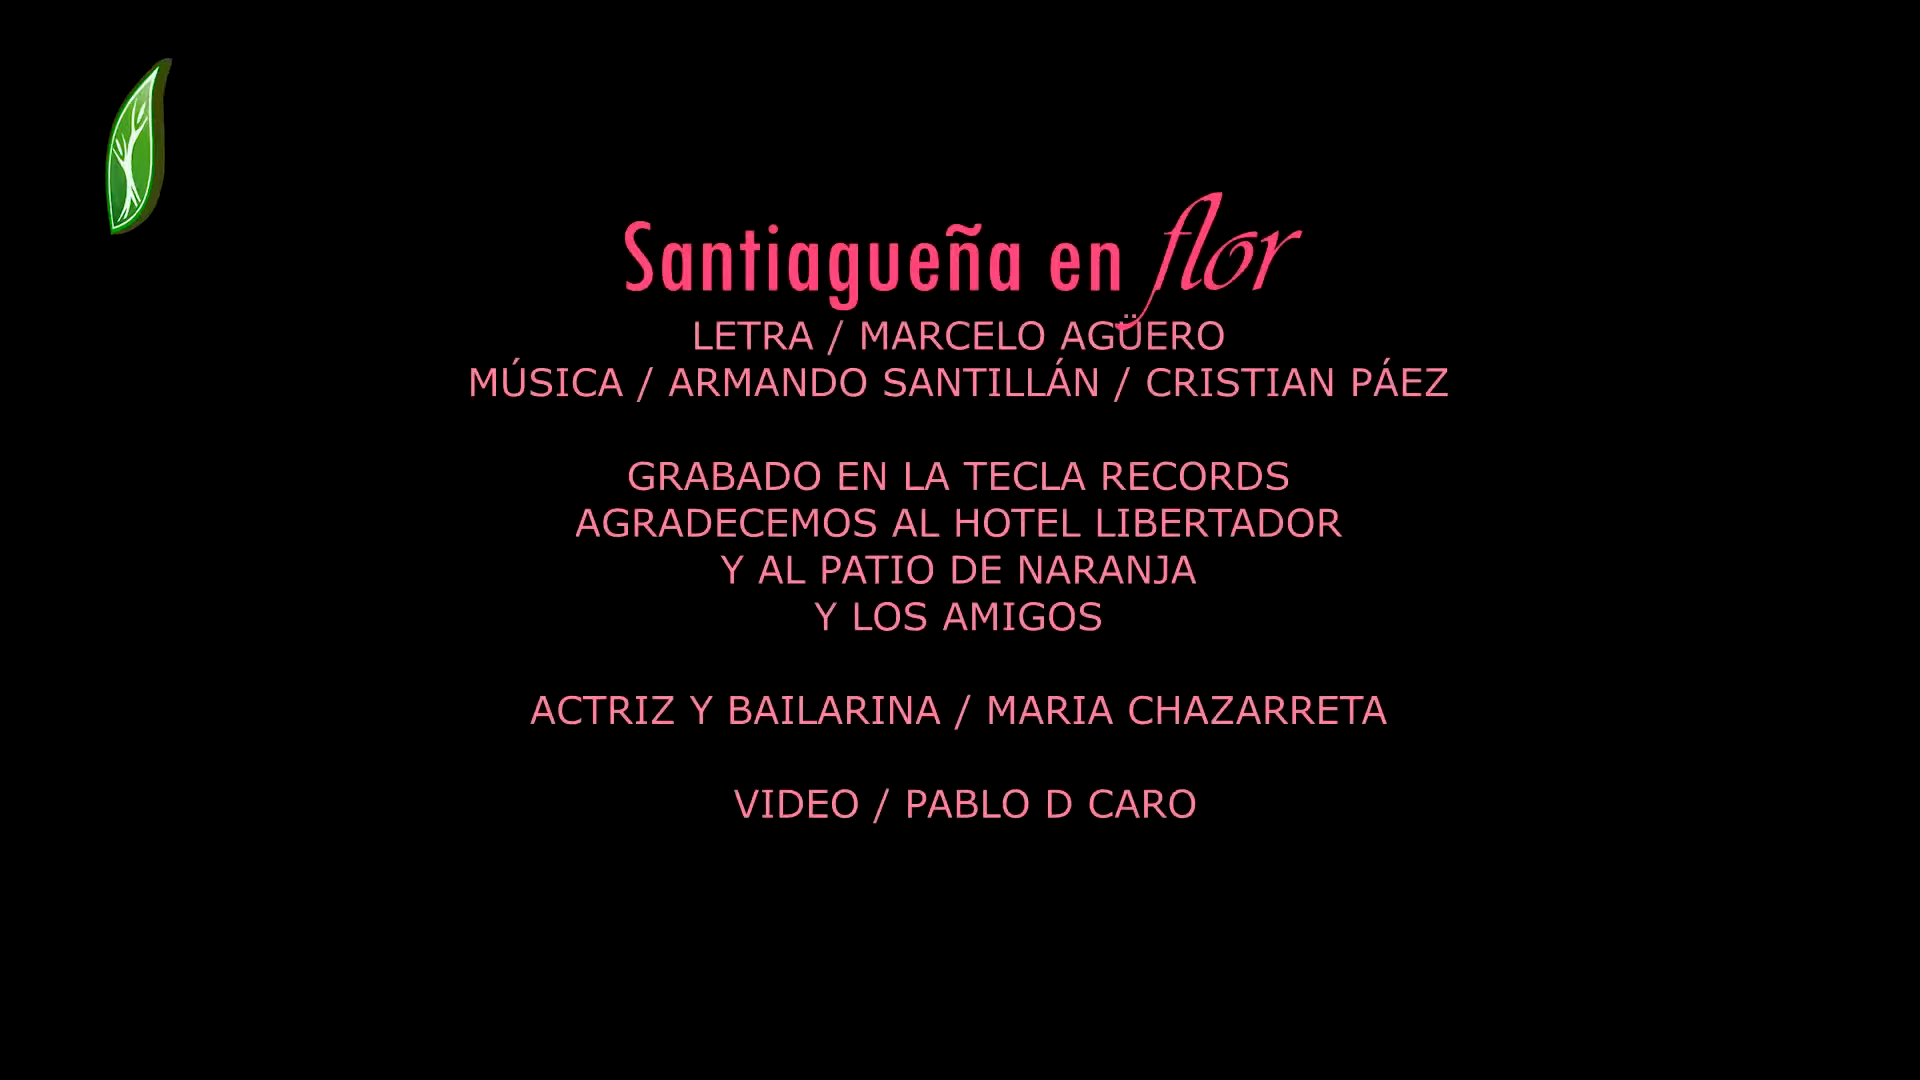 Santiagueña en flor
LETRA / MARCELO AGÜERO
MÚSICA / ARMANDO SANTILLÁN / CRISTIAN PÁEZ
GRABADO EN LA TECLA RECORDS
AGRADECEMOS AL HOTEL LIBERTADOR
Y AL PATIO DE NARANJA
Y LOS AMIGOS
ACTRIZ Y BAILARINA / MARIA CHAZARRETA
VIDEO / PABLO D CARO